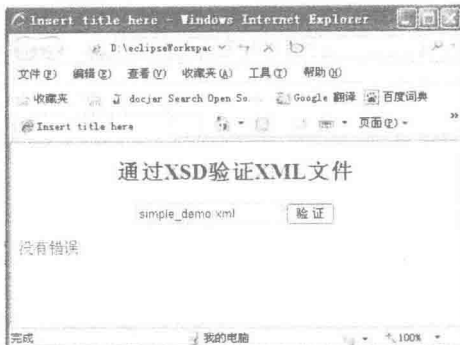 Insert title here - Windows Internet Explorer
D:\eclipseWorkspac
文件(F) 编辑(E) 查看(V) 收藏夹(A) 工具(T) 帮助(H)
收藏夹 docjar Search Open So... Google 翻译 百度词典
Insert title here 页面(P) »
通过XSD验证XML文件
simple_demo.xml 验 证
没有错误
完成 我的电脑 100%